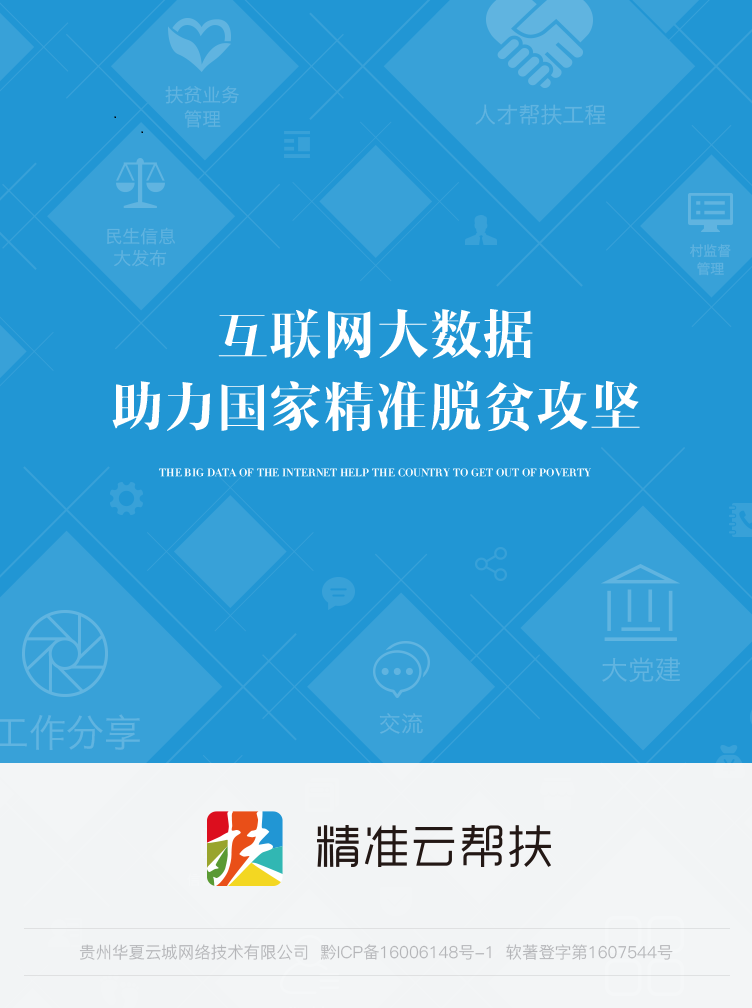 扶贫业务
管理
人才帮扶工程
民生信息
大发布
村监督
管理
互联网大数据
助力国家精准脱贫攻坚
THE BIG DATA OF THE INTERNET HELP THE COUNTRY TO GET OUT OF POVERTY
大党建
工作分享
交流
扶
精准云帮扶
贵州华夏云城网络技术有限公司 黔ICP备16006148号-1 软著登字第1607544号